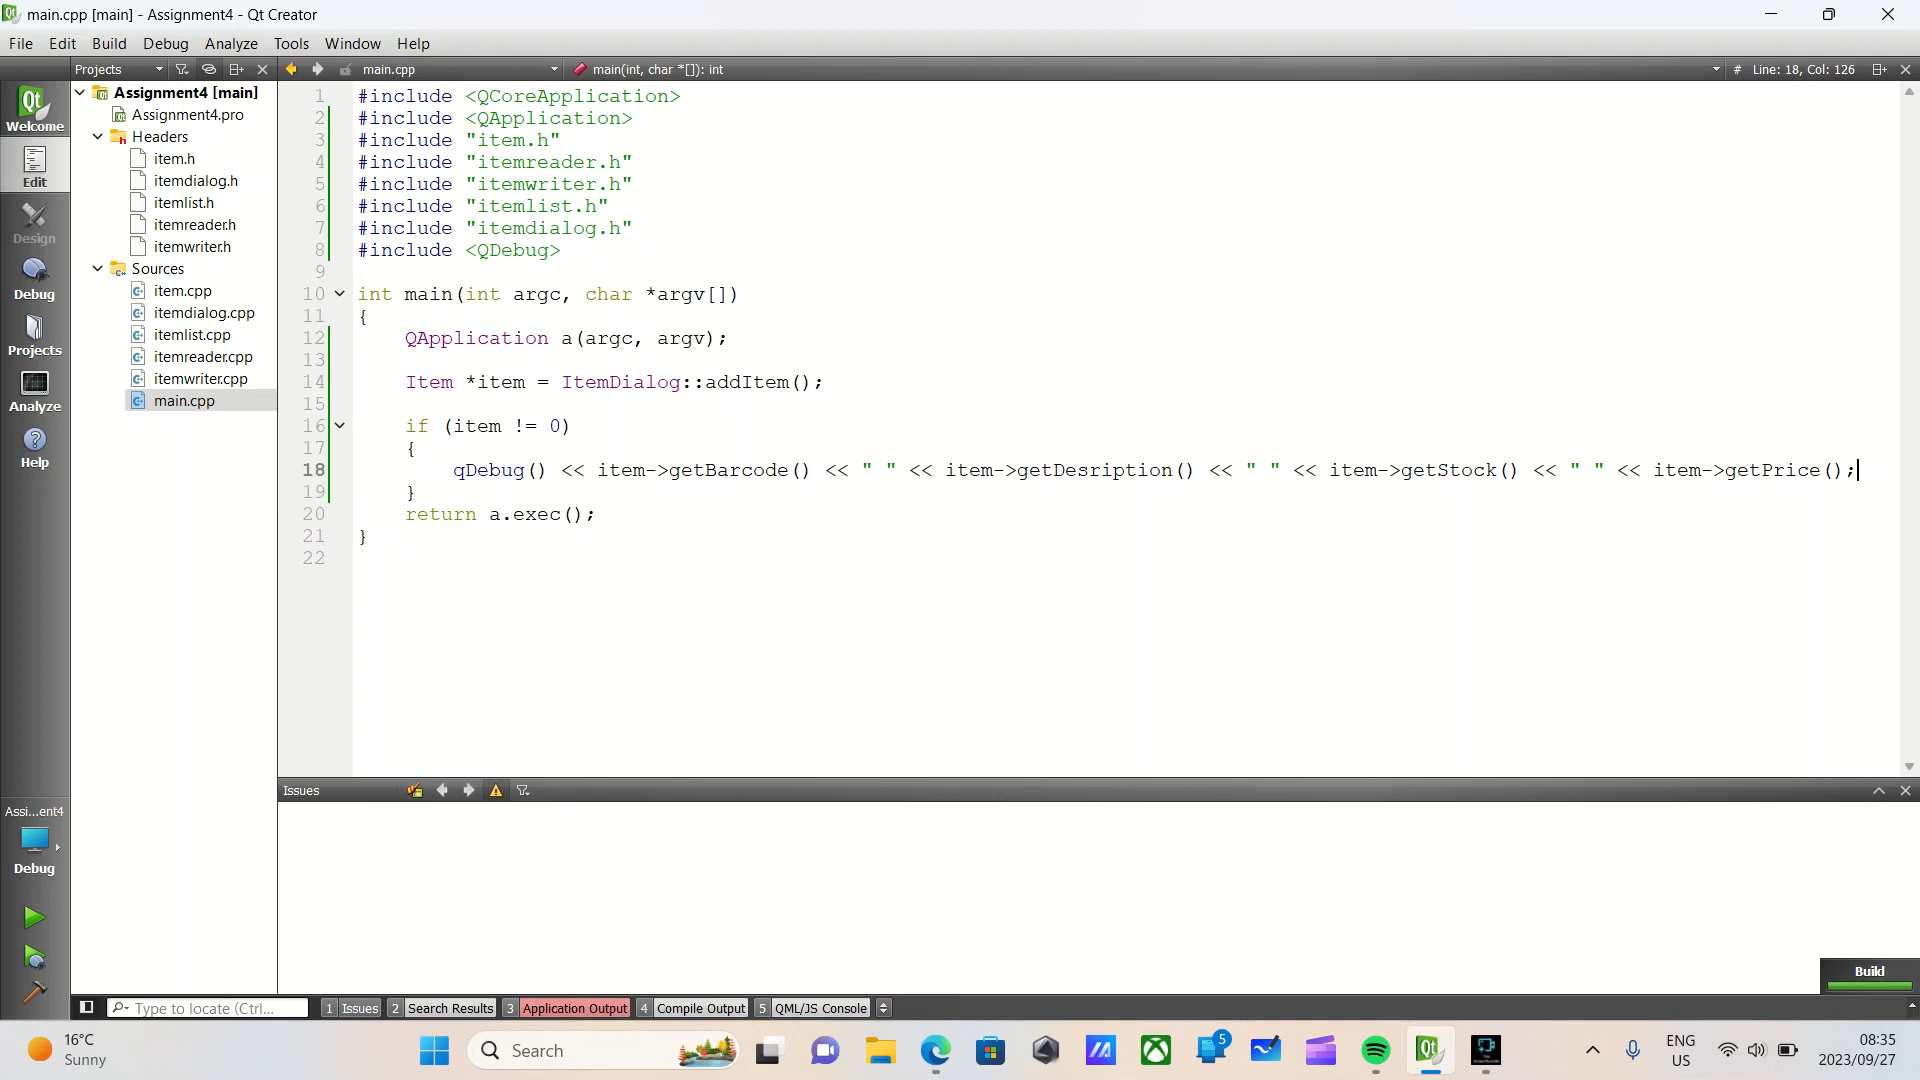 main.cpp [main] - Assignment4 - Qt Creator
File Edit Build Debug Analyze Tools Window Help
Projects main.cpp main(int, char *[]): int # Line: 18, Col: 126
Welcome
Edit
Design
Debug
Projects
Analyze
Help
Assignment4 [main]
Assignment4.pro
Headers
item.h
itemdialog.h
itemlist.h
itemreader.h
itemwriter.h
Sources
item.cpp
itemdialog.cpp
itemlist.cpp
itemreader.cpp
itemwriter.cpp
main.cpp
1 #include <QCoreApplication>
2 #include <QApplication>
3 #include "item.h"
4 #include "itemreader.h"
5 #include "itemwriter.h"
6 #include "itemlist.h"
7 #include "itemdialog.h"
8 #include <QDebug>
9
10 int main(int argc, char *argv[])
11 {
12 QApplication a(argc, argv);
13
14 Item *item = ItemDialog::addItem();
15
16 if (item != 0)
17 {
18 qDebug() << item->getBarcode() << " " << item->getDesription() << " " << item->getStock() << " " << item->getPrice();
19 }
20 return a.exec();
21 }
22
Issues
Assi...ent4
Debug
Build
Type to locate (Ctrl... 1 Issues 2 Search Results 3 Application Output 4 Compile Output 5 QML/JS Console
16°C
Sunny
Search
5
ENG
US
08:35
2023/09/27